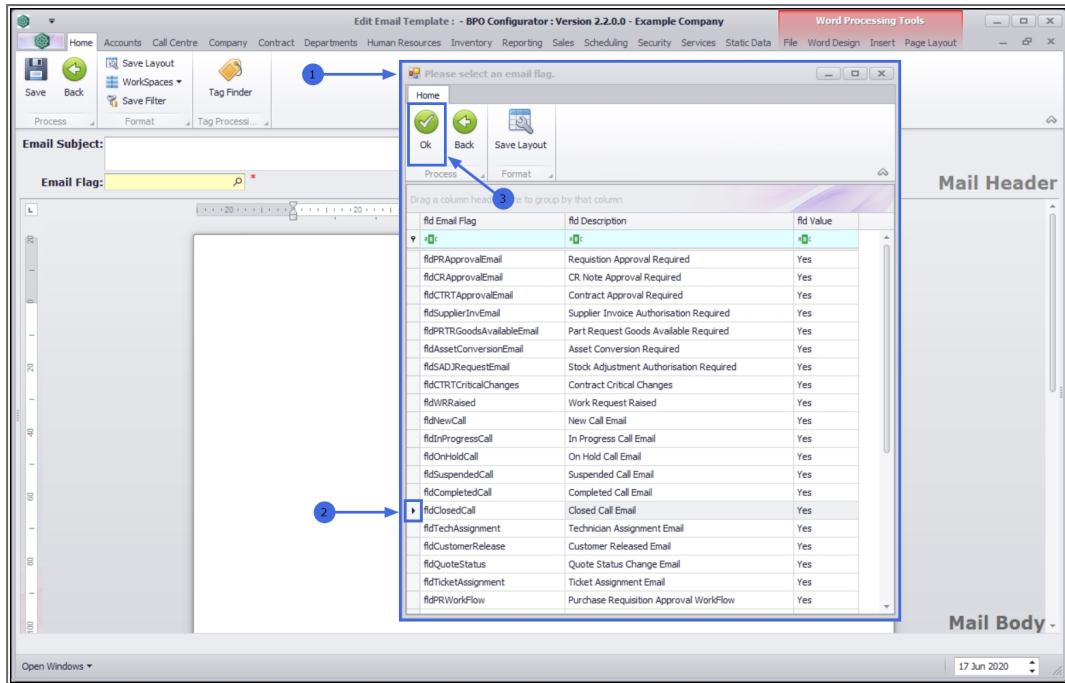 Edit Email Template : - BPO Configurator : Version 2.2.0.0 - Example Company
Word Processing Tools
Home Accounts Call Centre Company Contract Departments Human Resources Inventory Reporting Sales Scheduling Security Services Static Data File Word Design Insert Page Layout
Save
Back
Save Layout
WorkSpaces
Save Filter
Tag Finder
Process
Format
Tag Processi...
Email Subject:
Email Flag:
*
Mail Header
L
20
20
20
0
20
40
60
80
100
1
Please select an email flag.
Home
Ok
Back
Save Layout
Process
Format
3
Drag a column head
re to group by that column
fld Email Flag fld Description fld Value
fldPRApprovalEmail Requistion Approval Required Yes
fldCRApprovalEmail CR Note Approval Required Yes
fldCTRTApprovalEmail Contract Approval Required Yes
fldSupplierInvEmail Supplier Invoice Authorisation Required Yes
fldPRTRGoodsAvailableEmail Part Request Goods Available Required Yes
fldAssetConversionEmail Asset Conversion Required Yes
fldSADJRequestEmail Stock Adjustment Authorisation Required Yes
fldCTRTCriticalChanges Contract Critical Changes Yes
fldWRRaised Work Request Raised Yes
fldNewCall New Call Email Yes
fldInProgressCall In Progress Call Email Yes
fldOnHoldCall On Hold Call Email Yes
fldSuspendedCall Suspended Call Email Yes
fldCompletedCall Completed Call Email Yes
2
fldClosedCall Closed Call Email Yes
fldTechAssignment Technician Assignment Email Yes
fldCustomerRelease Customer Released Email Yes
fldQuoteStatus Quote Status Change Email Yes
fldTicketAssignment Ticket Assignment Email Yes
fldPRWorkFlow Purchase Requisition Approval WorkFlow Yes
Mail Body
Open Windows
17 Jun 2020